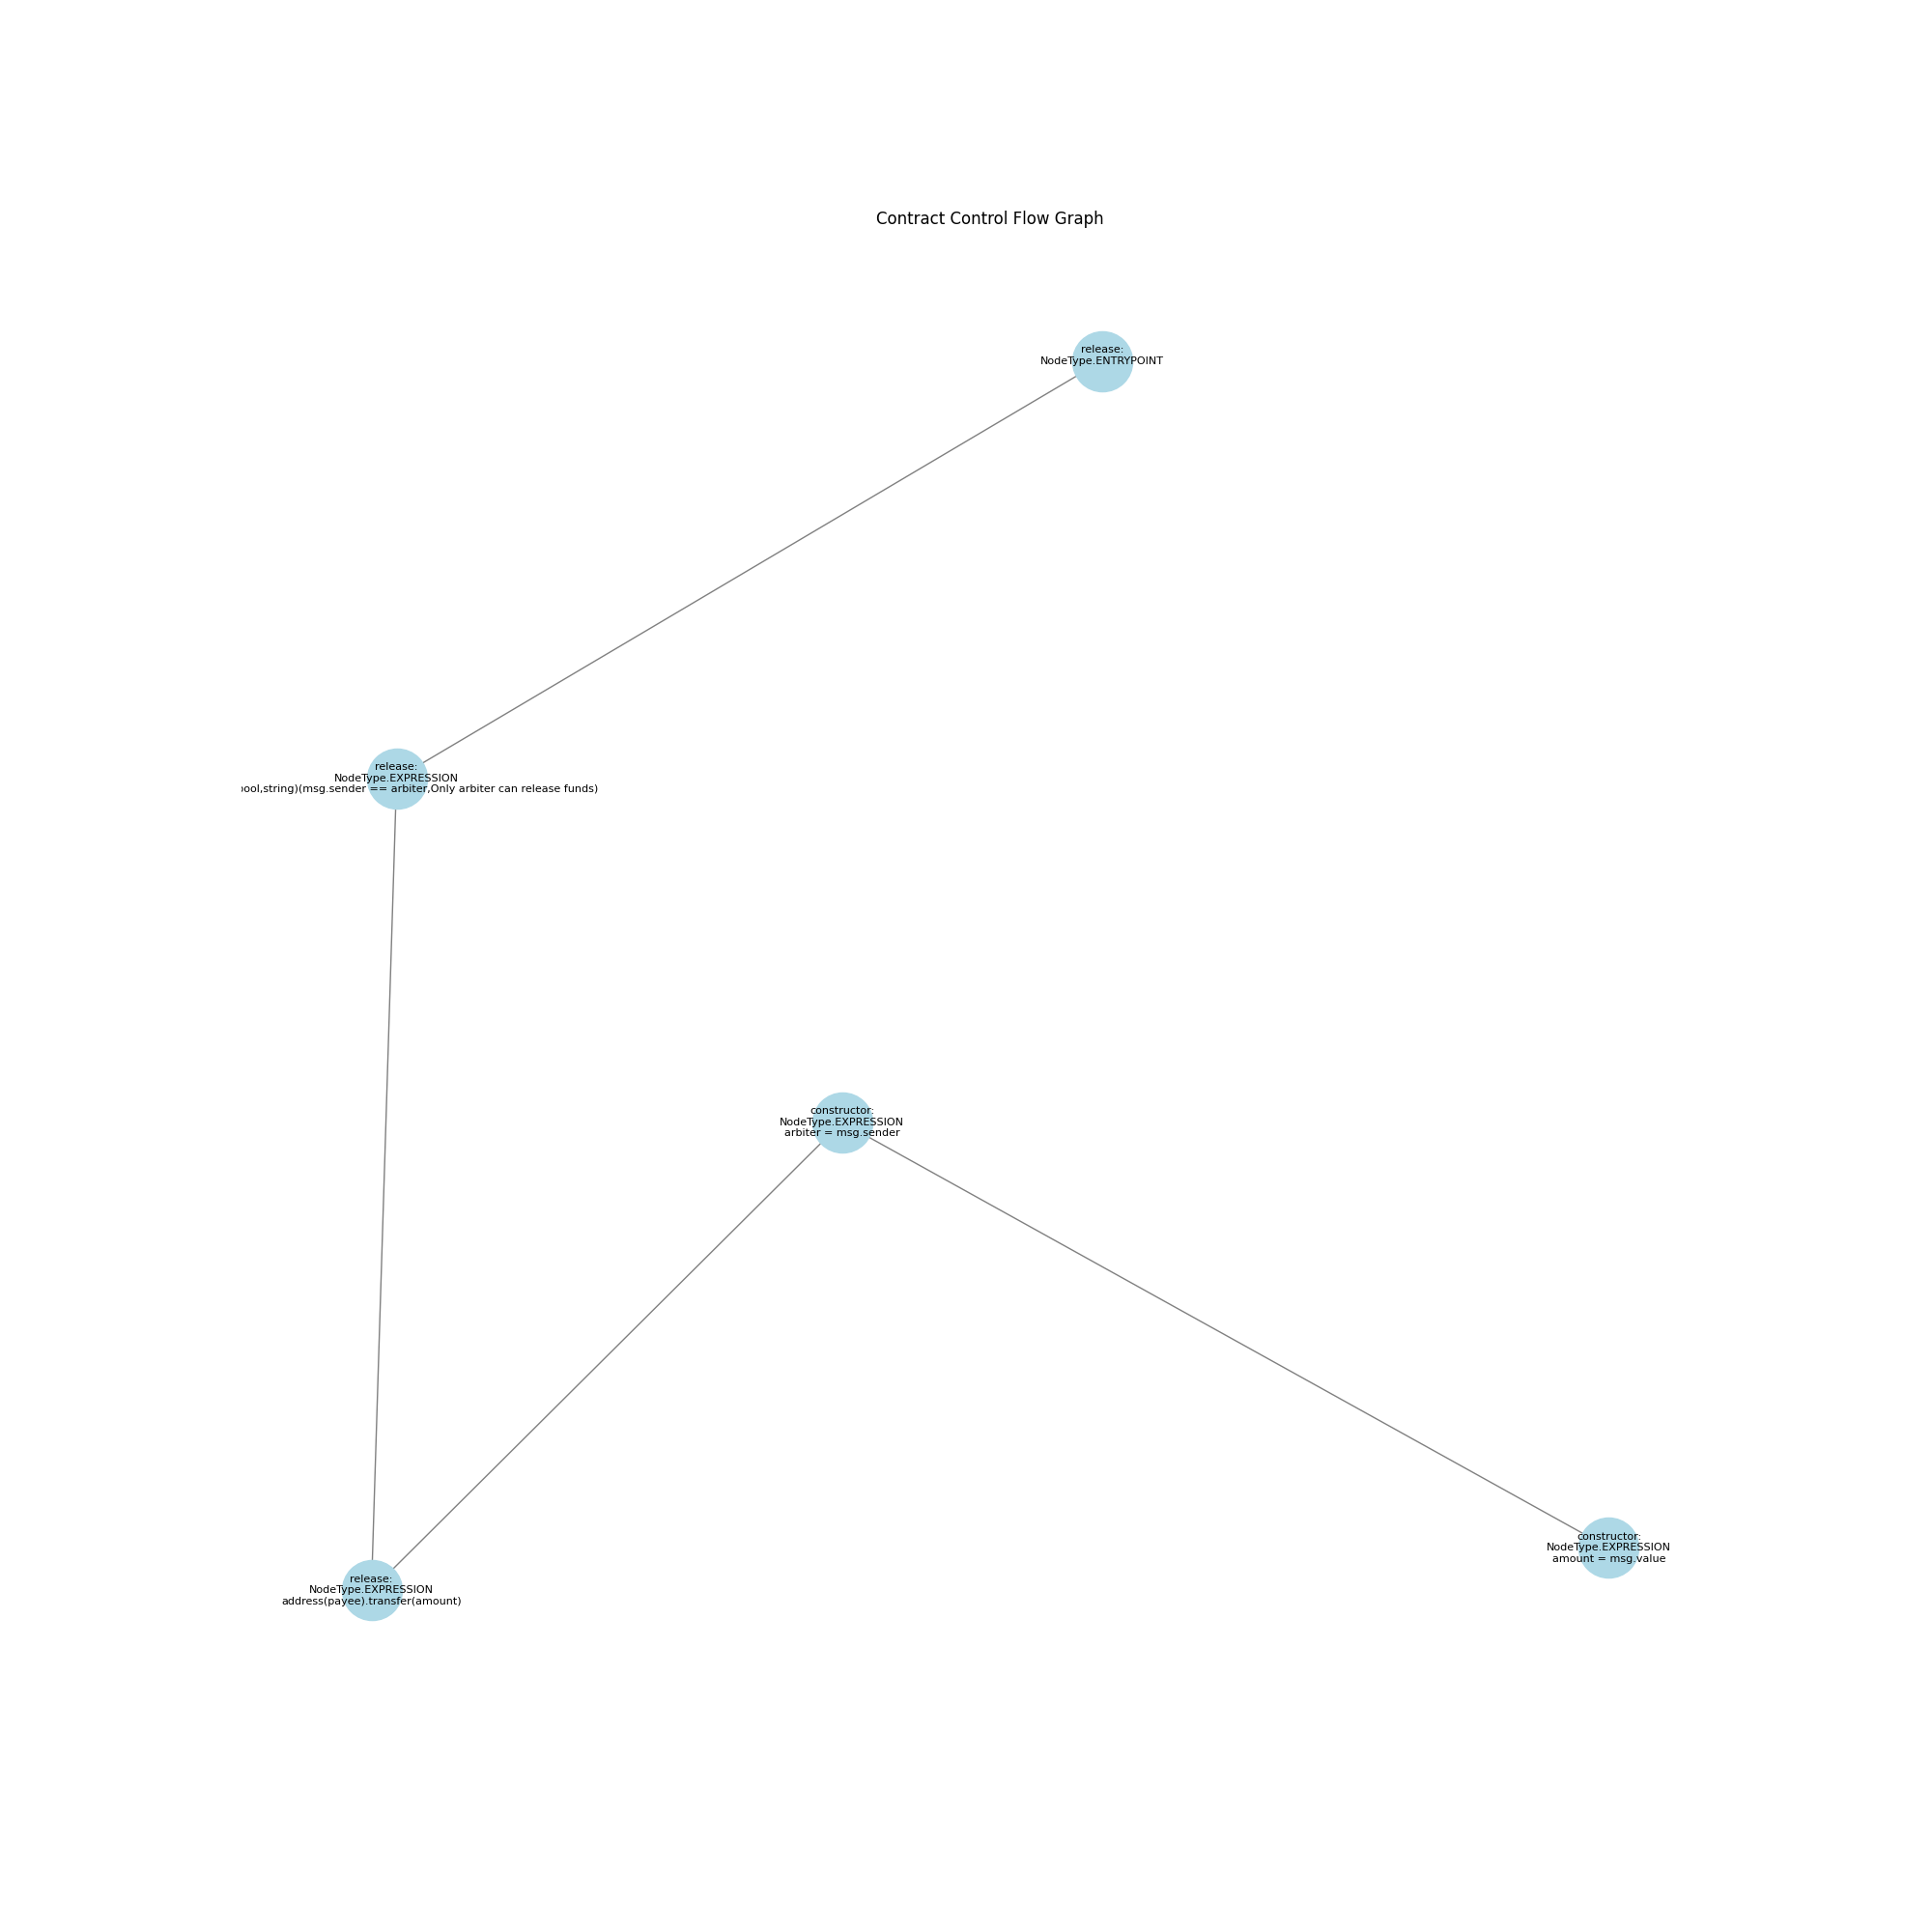 Contract Control Flow Graph
release:
NodeType.ENTRYPOINT
release:
NodeType.EXPRESSION
ool,string)(msg.sender == arbiter,Only arbiter can release funds)
constructor:
NodeType.EXPRESSION
arbiter = msg.sender
constructor:
NodeType.EXPRESSION
amount = msg.value
release:
NodeType.EXPRESSION
address(payee).transfer(amount)